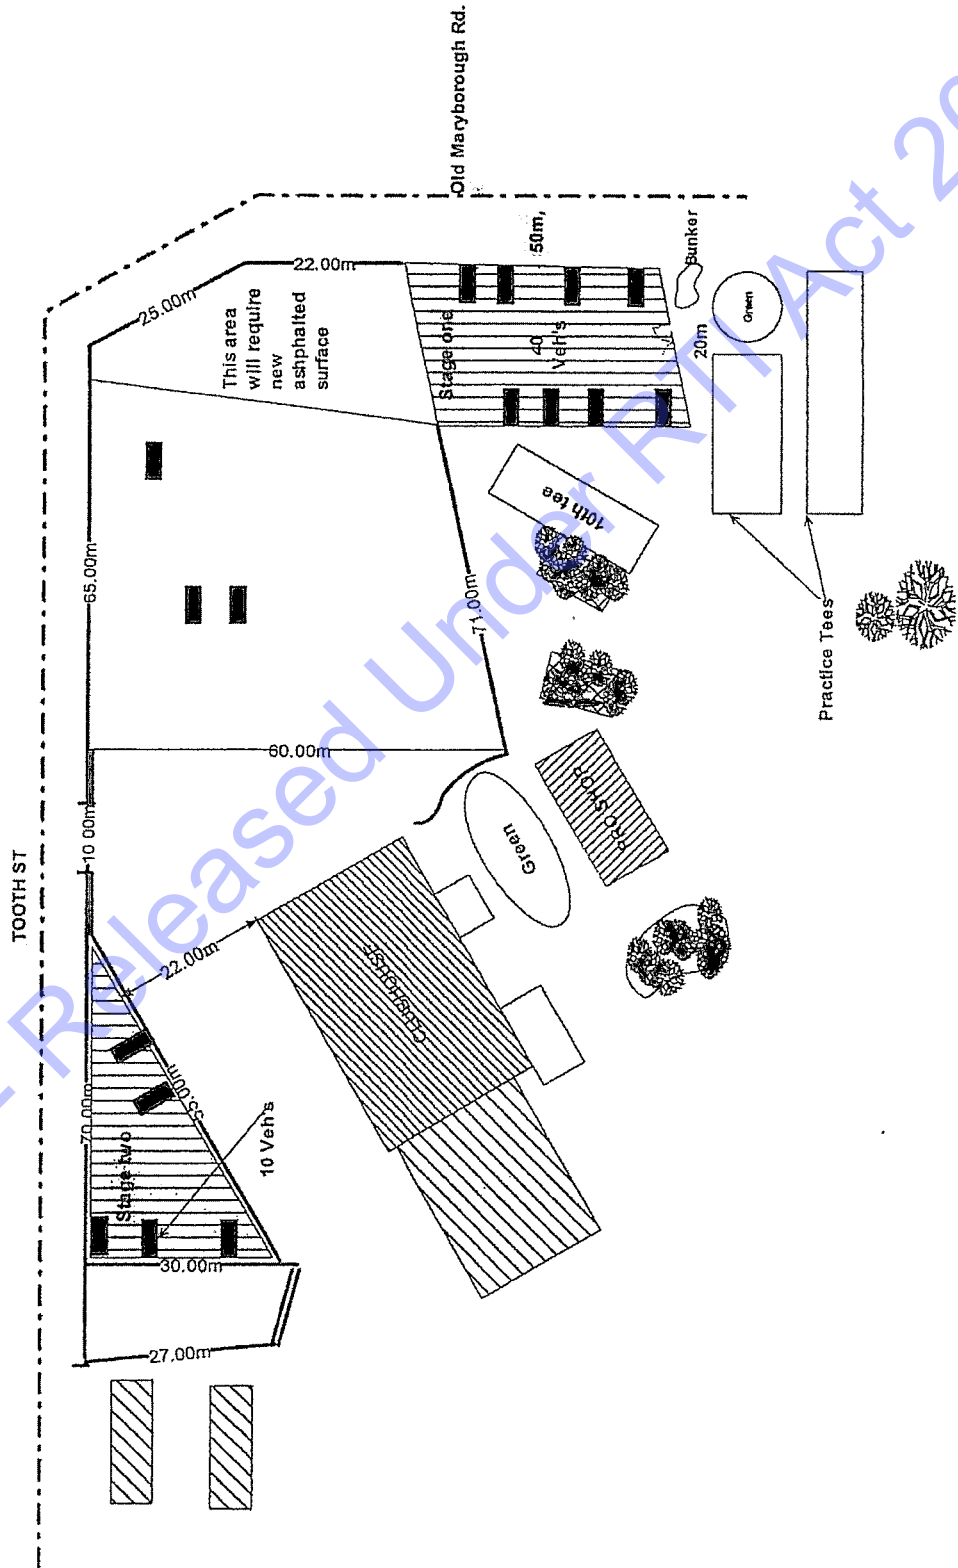 TOOTH ST
Old Maryborough Rd.
25.00m
22.00m
This area
will require
new
ashphalted
surface
50m,
Stage one
40
Veh's
Bunker
20m
Green
65.00m
10th tee
71.00m
Practice Tees
60.00m
10 00m
Green
PRO SHOP
22.00m
CLUBHOUSE
70.00m
55.00m
Stage two
10 Veh's
30.00m
27.00m
Released Under RTI Act 20